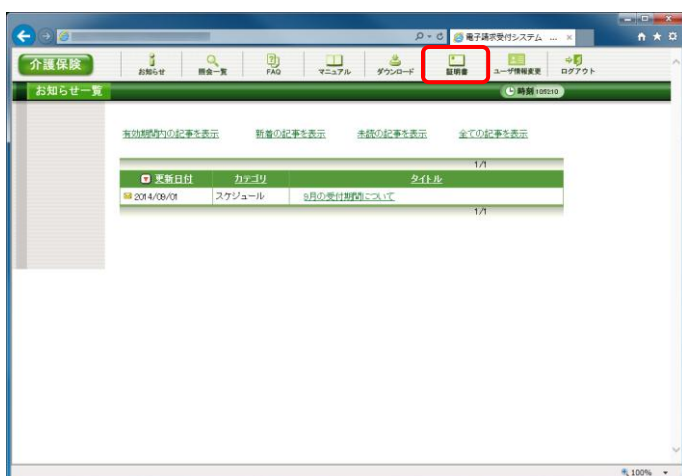 電子請求受付システム ...
介護保険
お知らせ 照会一覧 FAQ マニュアル ダウンロード 証明書 ユーザ情報変更 ログアウト
お知らせ一覧
時刻 105210
有効期間内の記事を表示 新着の記事を表示 未読の記事を表示 全ての記事を表示
1/1
更新日付 カテゴリ タイトル
2014/09/01 スケジュール 9月の受付期間について
1/1
100%